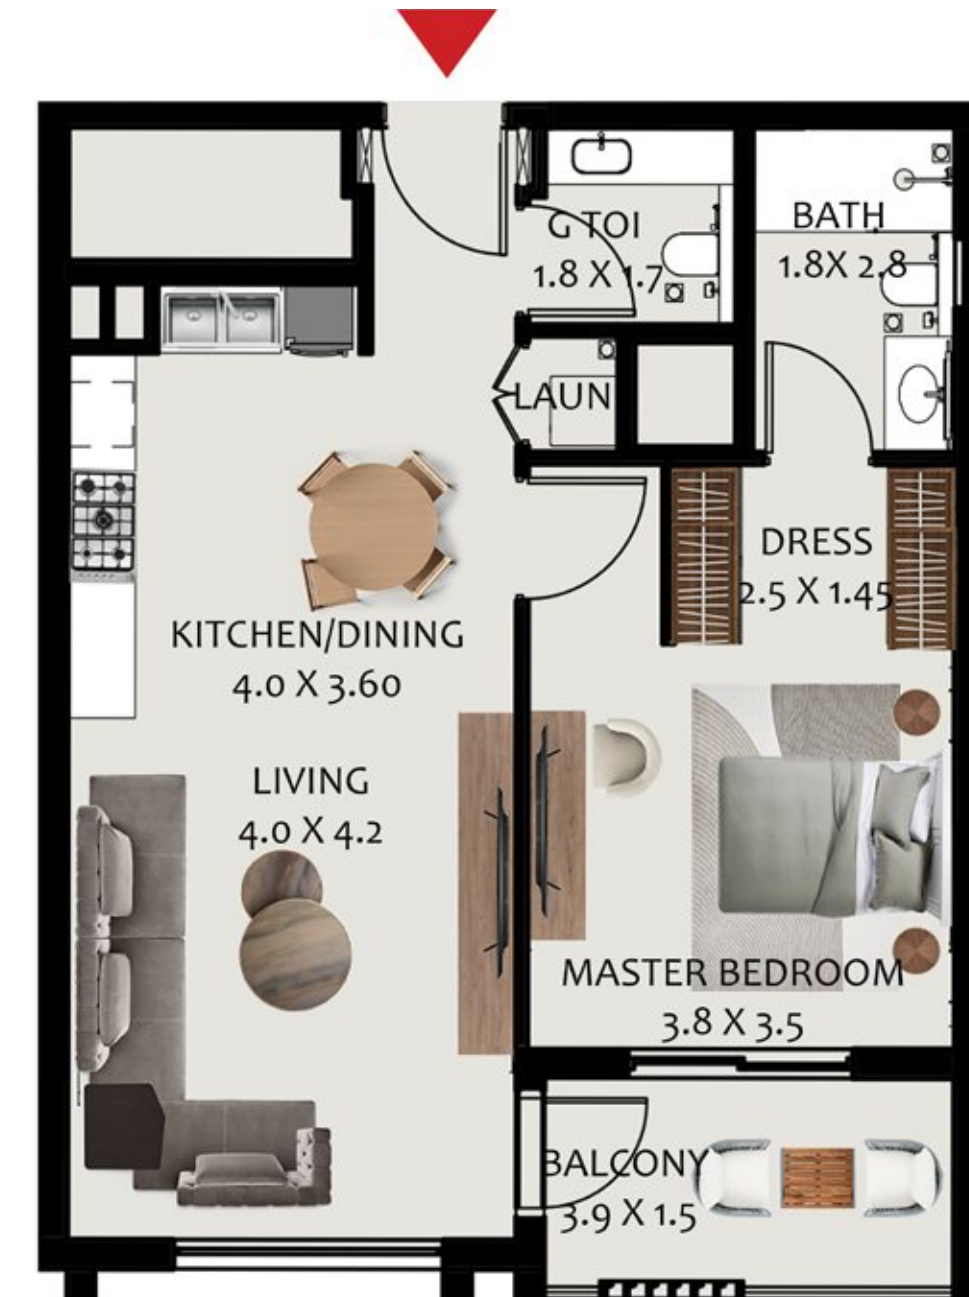 G TOI
1.8 X 1.7
BATH
1.8X 2.8
LAUN
DRESS
2.5 X 1.45
KITCHEN/DINING
4.0 X 3.60
LIVING
4.0 X 4.2
MASTER BEDROOM
3.8 X 3.5
BALCONY
3.9 X 1.5